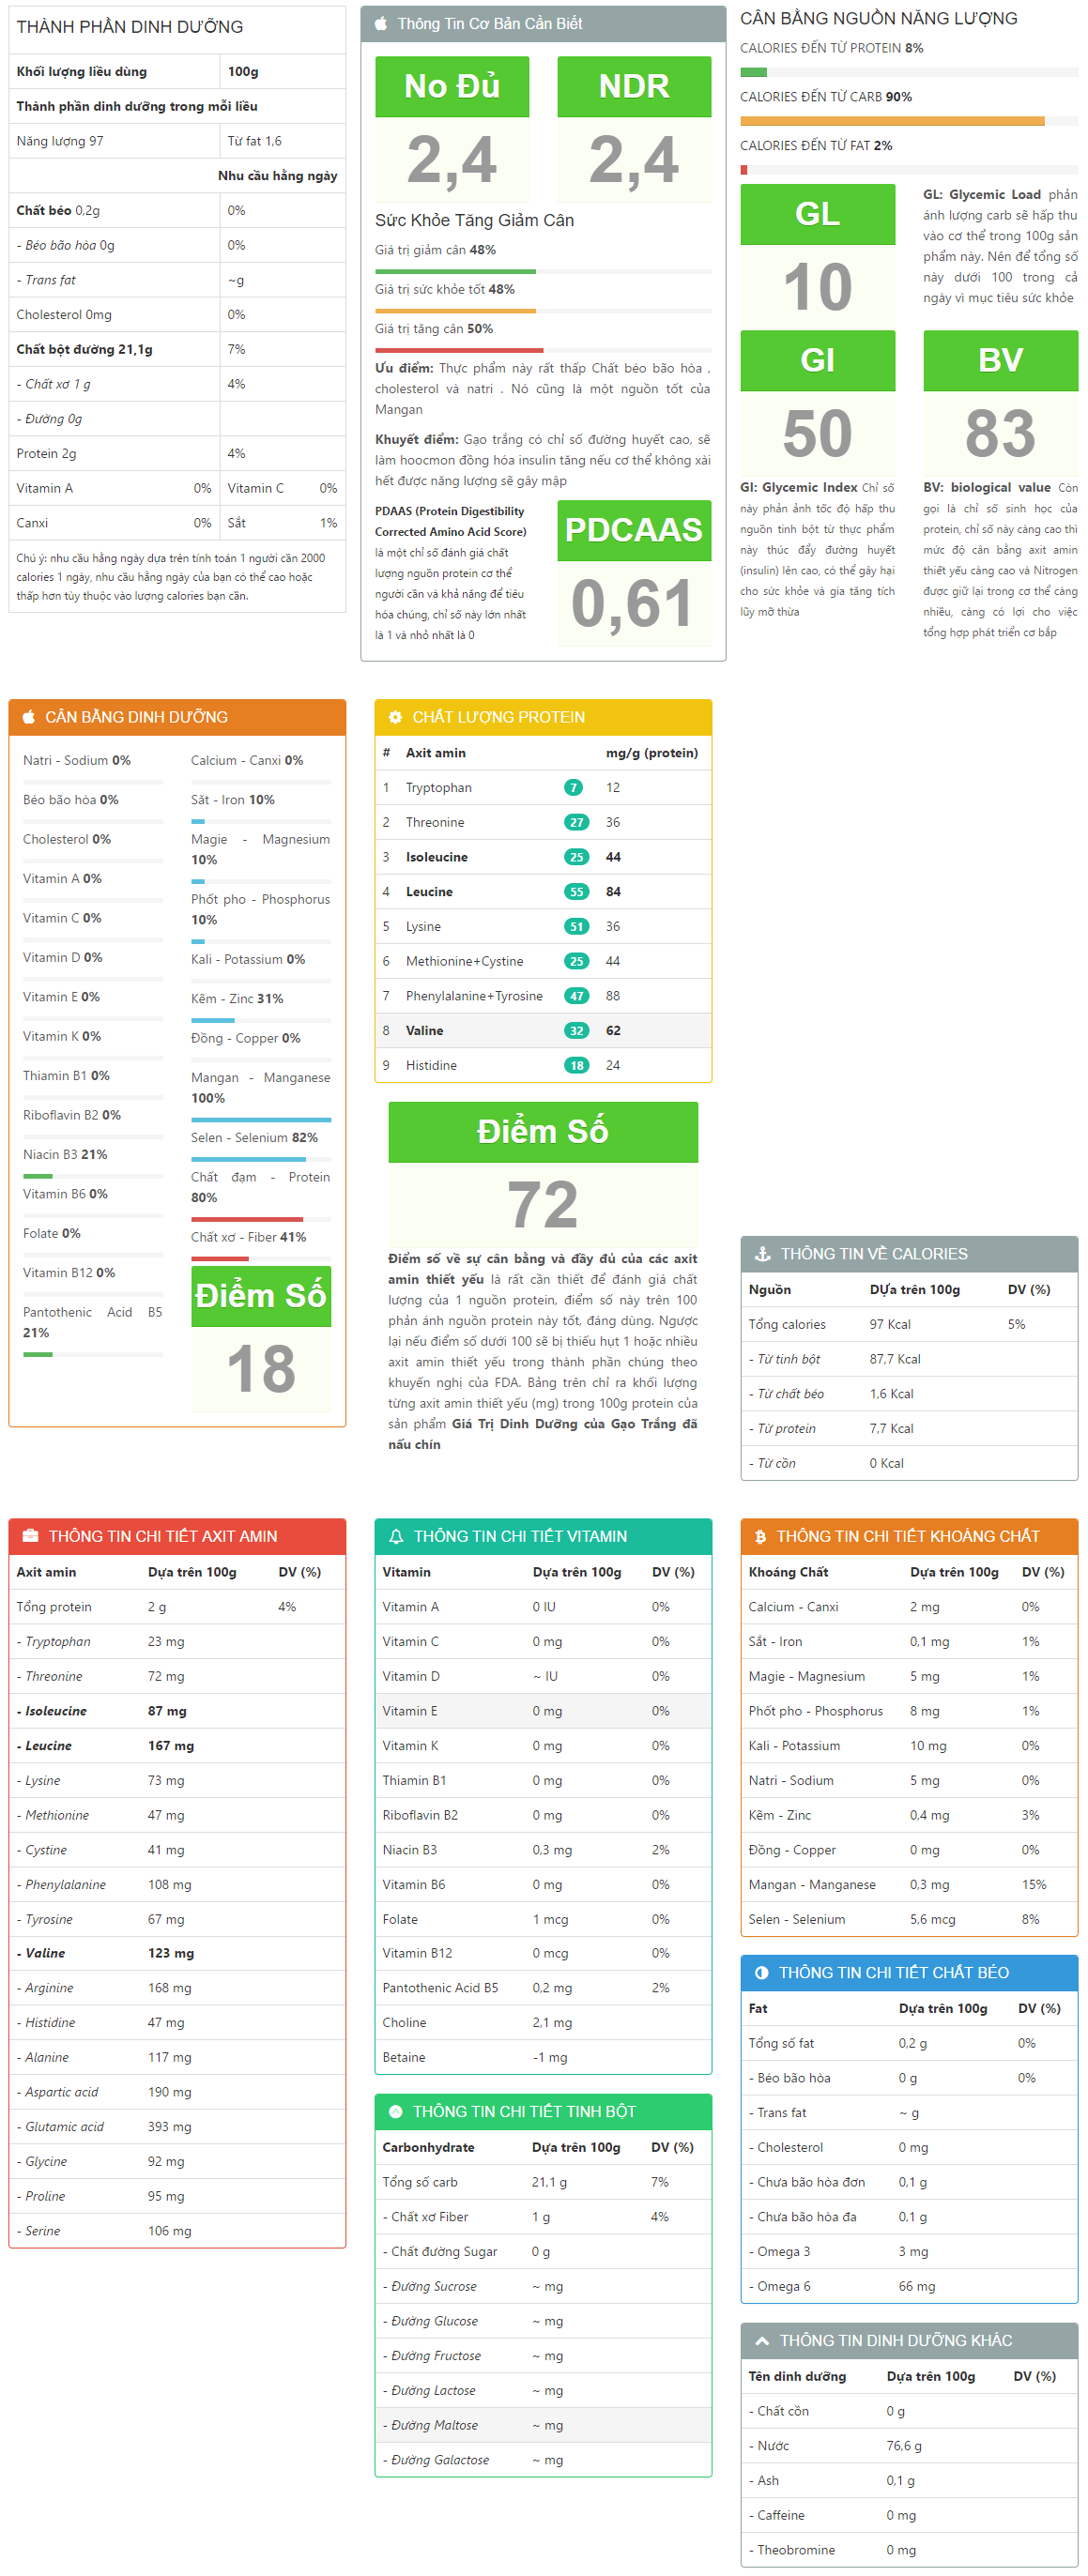 THÀNH PHẦN DINH DƯỠNG
Khối lượng liều dùng 100g
Thành phần dinh dưỡng trong mỗi liều
Năng lượng 97 Từ fat 1,6
Nhu cầu hằng ngày
Chất béo 0,2g 0%
- Béo bão hòa 0g 0%
- Trans fat ~g
Cholesterol 0mg 0%
Chất bột đường 21,1g 7%
- Chất xơ 1 g 4%
- Đường 0g
Protein 2g 4%
Vitamin A 0% Vitamin C 0%
Canxi 0% Sắt 1%
Chú ý: nhu cầu hằng ngày dựa trên tính toán 1 người cần 2000
calories 1 ngày, nhu cầu hằng ngày của bạn có thể cao hoặc
thấp hơn tùy thuộc vào lượng calories bạn cần.
Thông Tin Cơ Bản Cần Biết
No Đủ NDR
2,4 2,4
Sức Khỏe Tăng Giảm Cân
Giá trị giảm cân 48%
Giá trị sức khỏe tốt 48%
Giá trị tăng cân 50%
Ưu điểm: Thực phẩm này rất thấp Chất béo bão hòa ,
cholesterol và natri . Nó cũng là một nguồn tốt của
Mangan
Khuyết điểm: Gạo trắng có chỉ số đường huyết cao, sẽ
làm hoocmon đồng hóa insulin tăng nếu cơ thể không xài
hết được năng lượng sẽ gây mập
PDAAS (Protein Digestibility
Corrected Amino Acid Score)
là một chỉ số đánh giá chất
lượng nguồn protein cơ thể
người cần và khả năng để tiêu
hóa chúng, chỉ số này lớn nhất
là 1 và nhỏ nhất là 0
PDCAAS
0,61
CÂN BẰNG NGUỒN NĂNG LƯỢNG
CALORIES ĐẾN TỪ PROTEIN 8%
CALORIES ĐẾN TỪ CARB 90%
CALORIES ĐẾN TỪ FAT 2%
GL
10
GL: Glycemic Load phản
ánh lượng carb sẽ hấp thu
vào cơ thể trong 100g sản
phẩm này. Nên để tổng số
này dưới 100 trong cả
ngày vì mục tiêu sức khỏe
GI BV
50 83
GI: Glycemic Index Chỉ số
này phản ánh tốc độ hấp thu
nguồn tinh bột từ thực phẩm
này thúc đẩy đường huyết
(insulin) lên cao, có thể gây hại
cho sức khỏe và gia tăng tích
lũy mỡ thừa
BV: biological value Còn
gọi là chỉ số sinh học của
protein, chỉ số này càng cao thì
mức độ cân bằng axit amin
thiết yếu càng cao và Nitrogen
được giữ lại trong cơ thể càng
nhiều, càng có lợi cho việc
tổng hợp phát triển cơ bắp
CÂN BẰNG DINH DƯỠNG
Natri - Sodium 0%
Béo bão hòa 0%
Cholesterol 0%
Vitamin A 0%
Vitamin C 0%
Vitamin D 0%
Vitamin E 0%
Vitamin K 0%
Thiamin B1 0%
Riboflavin B2 0%
Niacin B3 21%
Vitamin B6 0%
Folate 0%
Vitamin B12 0%
Pantothenic Acid B5
21%
Calcium - Canxi 0%
Sắt - Iron 10%
Magie - Magnesium
10%
Phốt pho - Phosphorus
10%
Kali - Potassium 0%
Kẽm - Zinc 31%
Đồng - Copper 0%
Mangan - Manganese
100%
Selen - Selenium 82%
Chất đạm - Protein
80%
Chất xơ - Fiber 41%
Điểm Số
18
CHẤT LƯỢNG PROTEIN
# Axit amin mg/g (protein)
1 Tryptophan 7 12
2 Threonine 27 36
3 Isoleucine 25 44
4 Leucine 55 84
5 Lysine 51 36
6 Methionine+Cystine 25 44
7 Phenylalanine+Tyrosine 47 88
8 Valine 32 62
9 Histidine 18 24
Điểm Số
72
Điểm số về sự cân bằng và đầy đủ của các axit
amin thiết yếu là rất cần thiết để đánh giá chất
lượng của 1 nguồn protein, điểm số này trên 100
phản ánh nguồn protein này tốt, đáng dùng. Ngược
lại nếu điểm số dưới 100 sẽ bị thiếu hụt 1 hoặc nhiều
axit amin thiết yếu trong thành phần chúng theo
khuyến nghị của FDA. Bảng trên chỉ ra khối lượng
từng axit amin thiết yếu (mg) trong 100g protein của
sản phẩm Giá Trị Dinh Dưỡng của Gạo Trắng đã
nấu chín
THÔNG TIN VỀ CALORIES
Nguồn DỰa trên 100g DV (%)
Tổng calories 97 Kcal 5%
- Từ tinh bột 87,7 Kcal
- Từ chất béo 1,6 Kcal
- Từ protein 7,7 Kcal
- Từ cồn 0 Kcal
THÔNG TIN CHI TIẾT AXIT AMIN
Axit amin Dựa trên 100g DV (%)
Tổng protein 2 g 4%
- Tryptophan 23 mg
- Threonine 72 mg
- Isoleucine 87 mg
- Leucine 167 mg
- Lysine 73 mg
- Methionine 47 mg
- Cystine 41 mg
- Phenylalanine 108 mg
- Tyrosine 67 mg
- Valine 123 mg
- Arginine 168 mg
- Histidine 47 mg
- Alanine 117 mg
- Aspartic acid 190 mg
- Glutamic acid 393 mg
- Glycine 92 mg
- Proline 95 mg
- Serine 106 mg
THÔNG TIN CHI TIẾT VITAMIN
Vitamin Dựa trên 100g DV (%)
Vitamin A 0 IU 0%
Vitamin C 0 mg 0%
Vitamin D ~ IU 0%
Vitamin E 0 mg 0%
Vitamin K 0 mg 0%
Thiamin B1 0 mg 0%
Riboflavin B2 0 mg 0%
Niacin B3 0,3 mg 2%
Vitamin B6 0 mg 0%
Folate 1 mcg 0%
Vitamin B12 0 mcg 0%
Pantothenic Acid B5 0,2 mg 2%
Choline 2,1 mg
Betaine -1 mg
THÔNG TIN CHI TIẾT TINH BỘT
Carbonhydrate Dựa trên 100g DV (%)
Tổng số carb 21,1 g 7%
- Chất xơ Fiber 1 g 4%
- Chất đường Sugar 0 g
- Đường Sucrose ~ mg
- Đường Glucose ~ mg
- Đường Fructose ~ mg
- Đường Lactose ~ mg
- Đường Maltose ~ mg
- Đường Galactose ~ mg
THÔNG TIN CHI TIẾT KHOÁNG CHẤT
Khoáng Chất Dựa trên 100g DV (%)
Calcium - Canxi 2 mg 0%
Sắt - Iron 0,1 mg 1%
Magie - Magnesium 5 mg 1%
Phốt pho - Phosphorus 8 mg 1%
Kali - Potassium 10 mg 0%
Natri - Sodium 5 mg 0%
Kẽm - Zinc 0,4 mg 3%
Đồng - Copper 0 mg 0%
Mangan - Manganese 0,3 mg 15%
Selen - Selenium 5,6 mcg 8%
THÔNG TIN CHI TIẾT CHẤT BÉO
Fat Dựa trên 100g DV (%)
Tổng số fat 0,2 g 0%
- Béo bão hòa 0 g 0%
- Trans fat ~ g
- Cholesterol 0 mg
- Chưa bão hòa đơn 0,1 g
- Chưa bão hòa đa 0,1 g
- Omega 3 3 mg
- Omega 6 66 mg
THÔNG TIN DINH DƯỠNG KHÁC
Tên dinh dưỡng Dựa trên 100g DV (%)
- Chất cồn 0 g
- Nước 76,6 g
- Ash 0,1 g
- Caffeine 0 mg
- Theobromine 0 mg